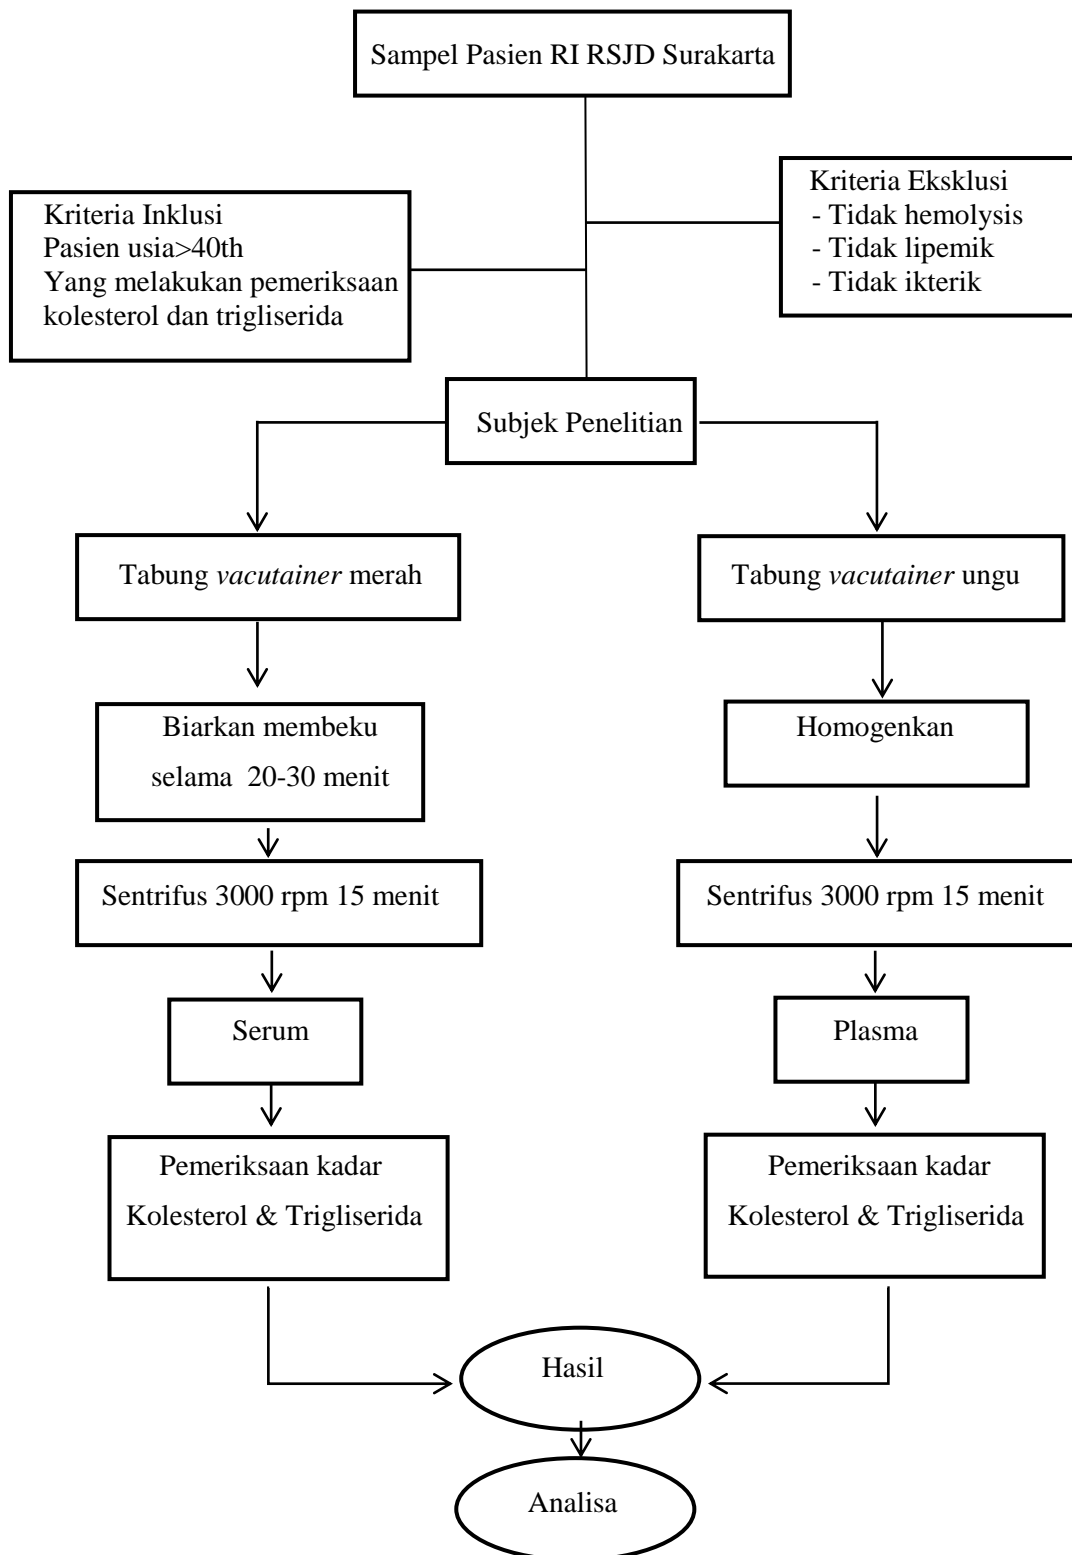 Sampel Pasien RI RSJD Surakarta
Kriteria Inklusi
Pasien usia>40th
Yang melakukan pemeriksaan
kolesterol dan trigliserida
Kriteria Eksklusi
- Tidak hemolysis
- Tidak lipemik
- Tidak ikterik
Subjek Penelitian
Tabung vacutainer merah
Tabung vacutainer ungu
Biarkan membeku
selama 20-30 menit
Homogenkan
Sentrifus 3000 rpm 15 menit
Sentrifus 3000 rpm 15 menit
Serum
Plasma
Pemeriksaan kadar
Kolesterol & Trigliserida
Pemeriksaan kadar
Kolesterol & Trigliserida
Hasil
Analisa